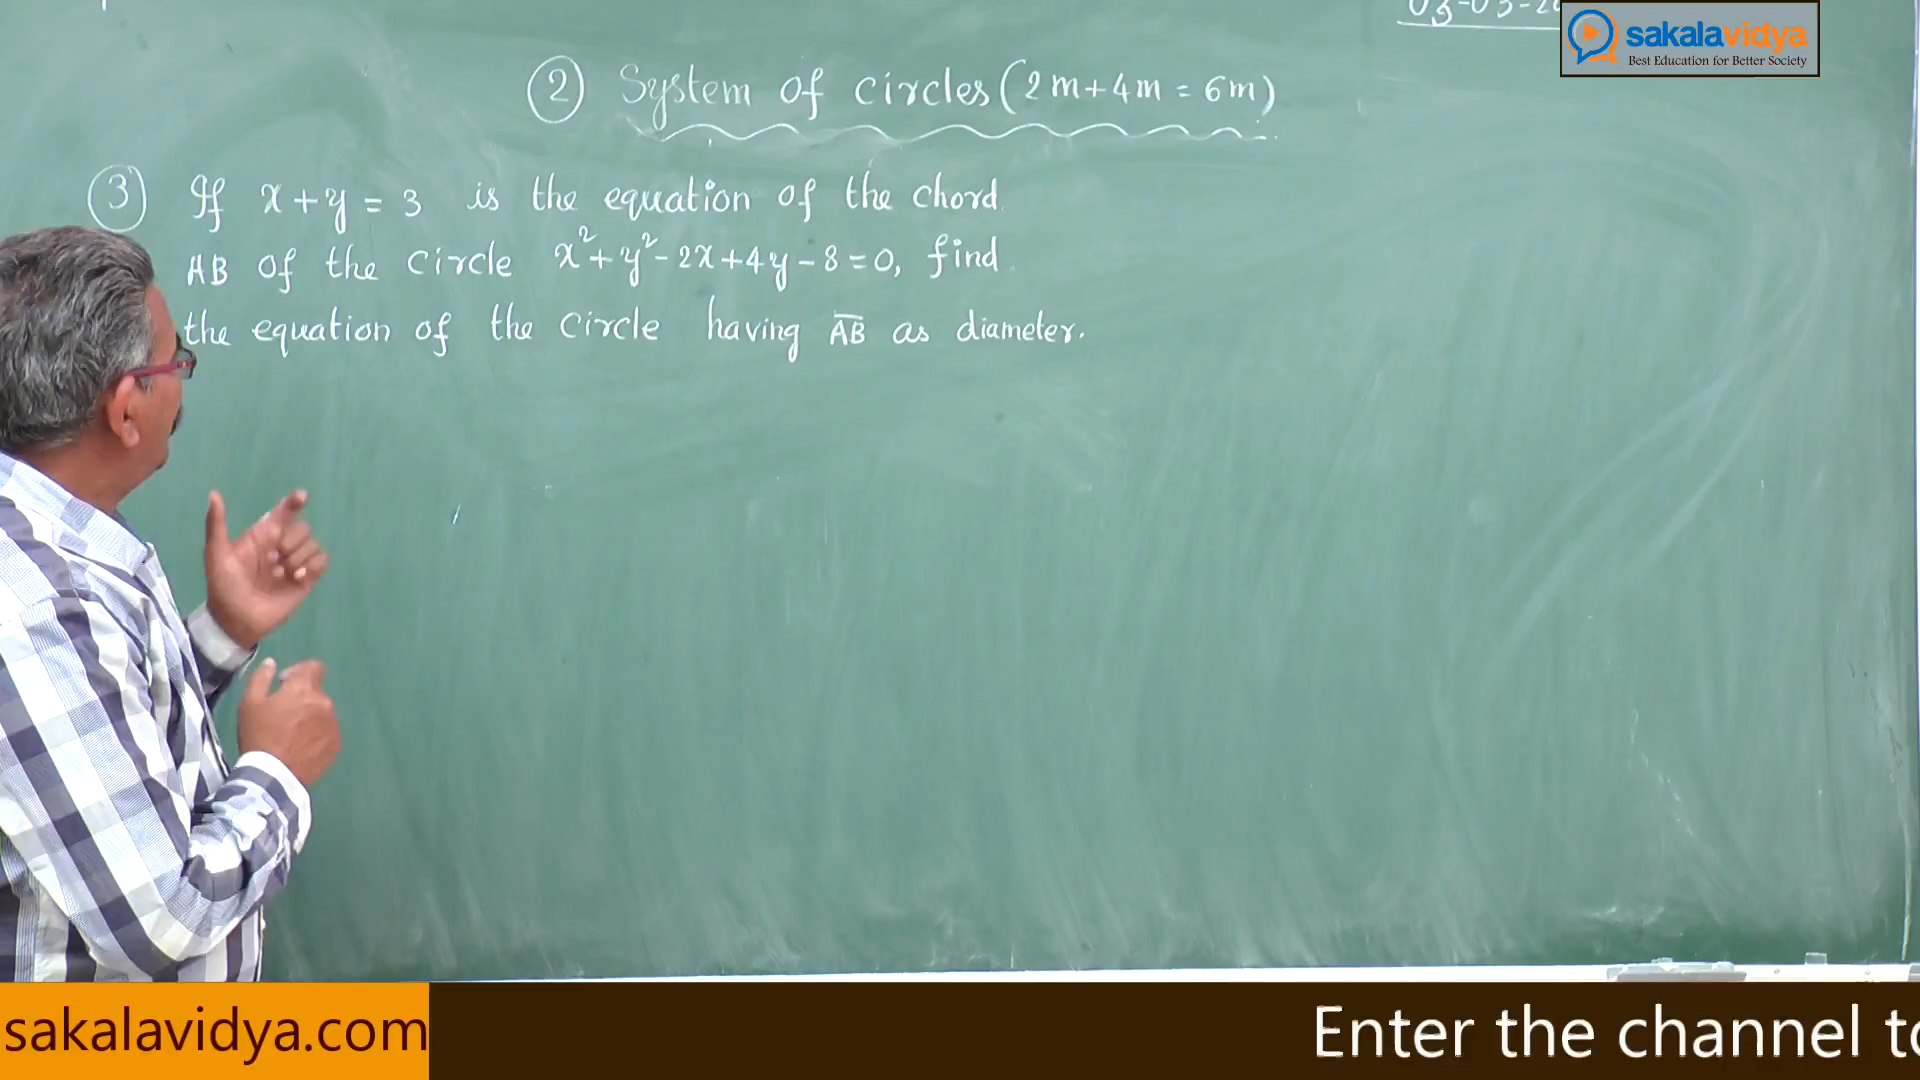 sakalavidya
Best Education for Better Society
② System of circles (2m+4m = 6m)
③ If x+y = 3 is the equation of the chord
AB of the circle x²+y²-2x+4y-8=0, find
the equation of the circle having A̅B̅ as diameter.
sakalavidya.com
Enter the channel